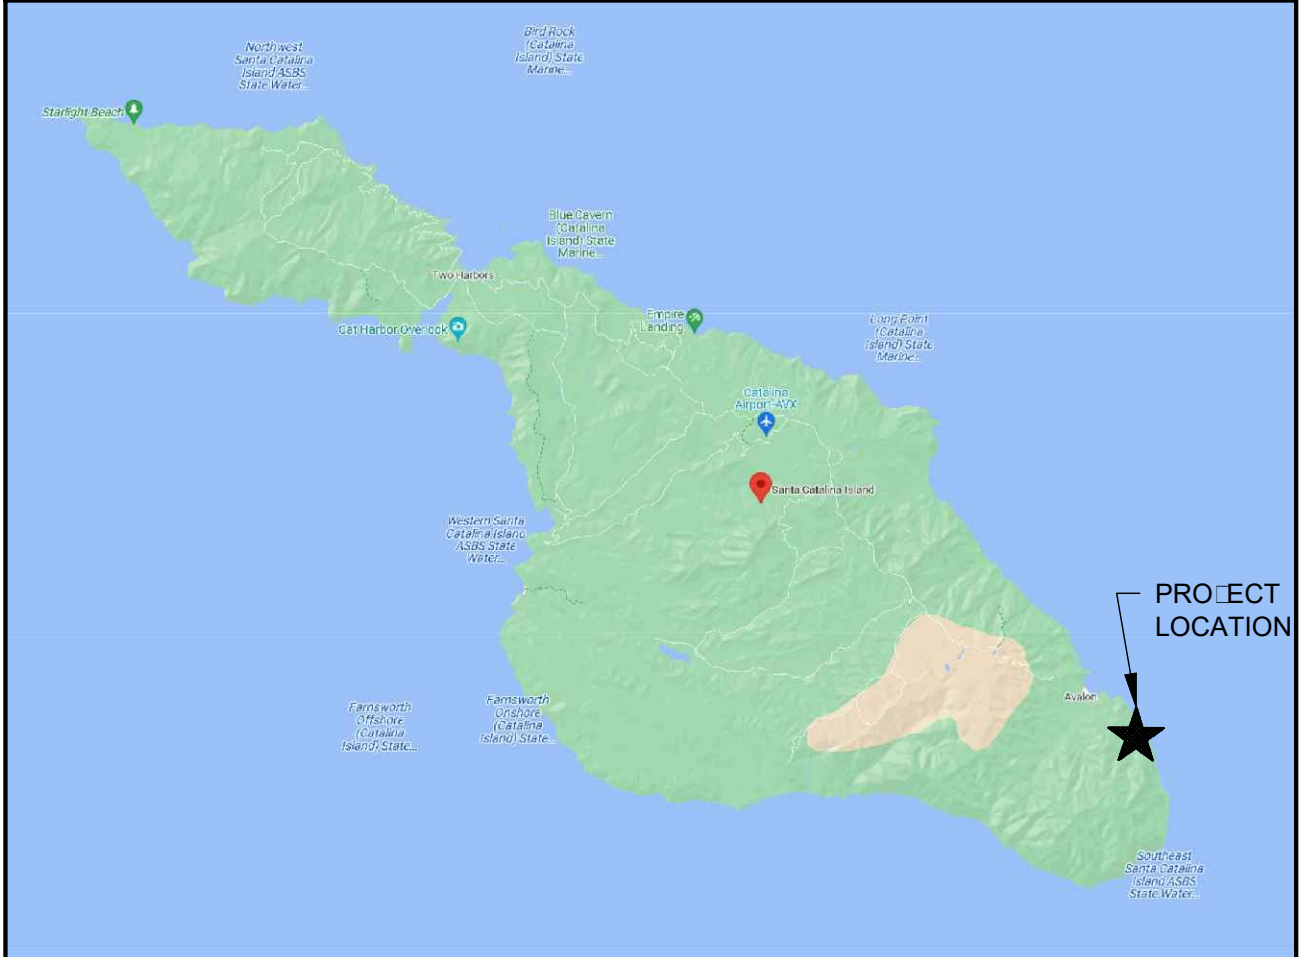 Bird Rock
(Catalina
Island) State
Marine...
Northwest
Santa Catalina
Island ASBS
State Water...
Starlight Beach
Blue Cavern
(Catalina
Island) State
Marine...
Two Harbors
Empire
Landing
Cat Harbor Overlook
Long Point
(Catalina
Island) State
Marine...
Catalina
Airport-AVX
Santa Catalina Island
Western Santa
Catalina Island
ASBS State
Water...
PRO□ECT
LOCATION
Avalon
Farnsworth
Offshore
(Catalina
Island) State...
Farnsworth
Onshore
(Catalina
Island) State...
Southeast
Santa Catalina
Island ASBS
State Water...